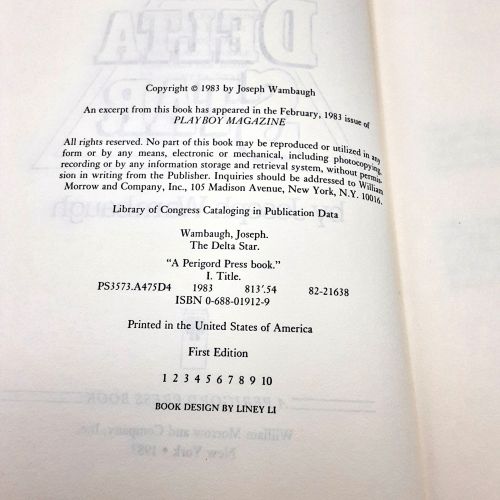 Copyright © 1983 by Joseph Wambaugh
An excerpt from this book has appeared in the February, 1983 issue of
PLAYBOY MAGAZINE
All rights reserved. No part of this book may be reproduced or utilized in any
form or by any means, electronic or mechanical, including photocopying,
recording or by any information storage and retrieval system, without permis-
sion in writing from the Publisher. Inquiries should be addressed to William
Morrow and Company, Inc., 105 Madison Avenue, New York, N.Y. 10016.
Library of Congress Cataloging in Publication Data
Wambaugh, Joseph.
The Delta Star.
“A Perigord Press book.”
I. Title.
PS3573.A475D4 1983 813'.54 82-21638
ISBN 0-688-01912-9
Printed in the United States of America
First Edition
1 2 3 4 5 6 7 8 9 10
BOOK DESIGN BY LINEY LI